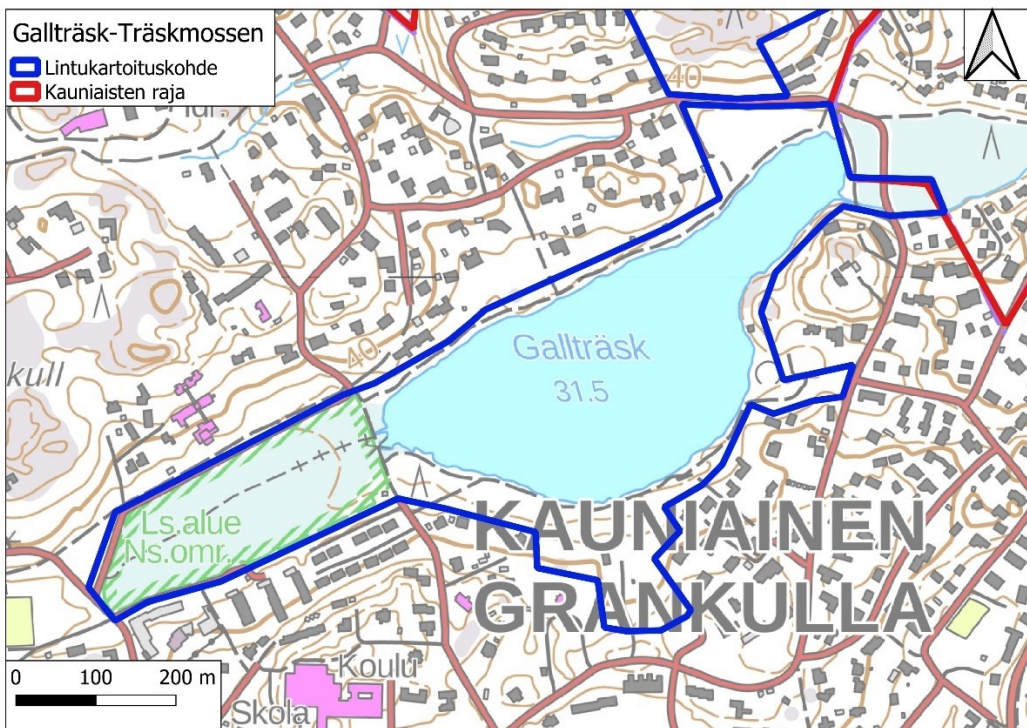 Gallträsk-Träskmossen
Lintukartoituskohde
Kauniaisten raja
40
kull
40
Gallträsk
31.5
Ls.alue
Ns.omr.
KAUNIAINEN
GRANKULLA
Koulu
Skola
0 100 200 m